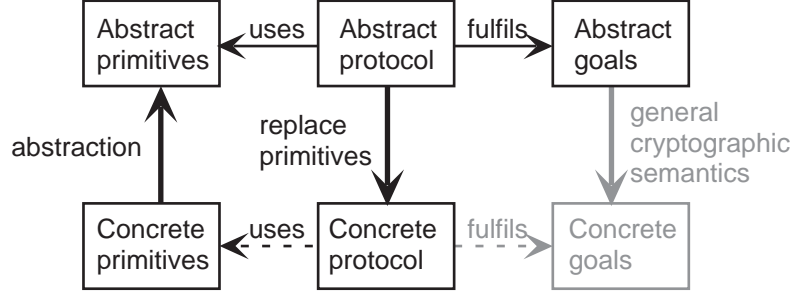 Abstract
primitives
uses
Abstract
protocol
fulfils
Abstract
goals
abstraction
replace
primitives
general
cryptographic
semantics
Concrete
primitives
uses
Concrete
protocol
fulfils
Concrete
goals